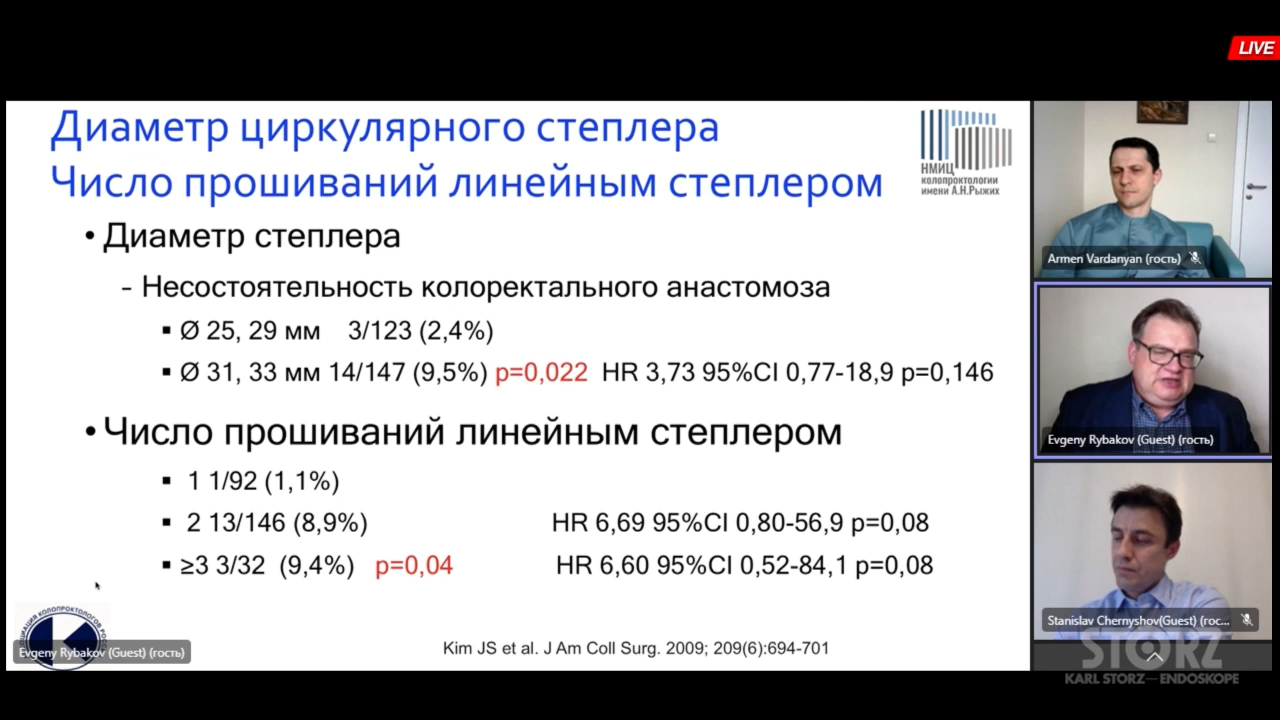 LIVE
Диаметр циркулярного степлера
Число прошиваний линейным степлером
НМИЦ
колопроктологии
имени А.Н.Рыжих
• Диаметр степлера
- Несостоятельность колоректального анастомоза
▪ Ø 25, 29 мм 3/123 (2,4%)
▪ Ø 31, 33 мм 14/147 (9,5%) p=0,022 HR 3,73 95%CI 0,77-18,9 p=0,146
• Число прошиваний линейным степлером
▪ 1 1/92 (1,1%)
▪ 2 13/146 (8,9%) HR 6,69 95%CI 0,80-56,9 p=0,08
▪ ≥3 3/32 (9,4%) p=0,04 HR 6,60 95%CI 0,52-84,1 p=0,08
Kim JS et al. J Am Coll Surg. 2009; 209(6):694-701
Evgeny Rybakov (Guest) (гость)
Armen Vardanyan (гость)
Evgeny Rybakov (Guest) (гость)
Stanislav Chernyshov(Guest) (гос...
STORZ
KARL STORZ—ENDOSKOPE